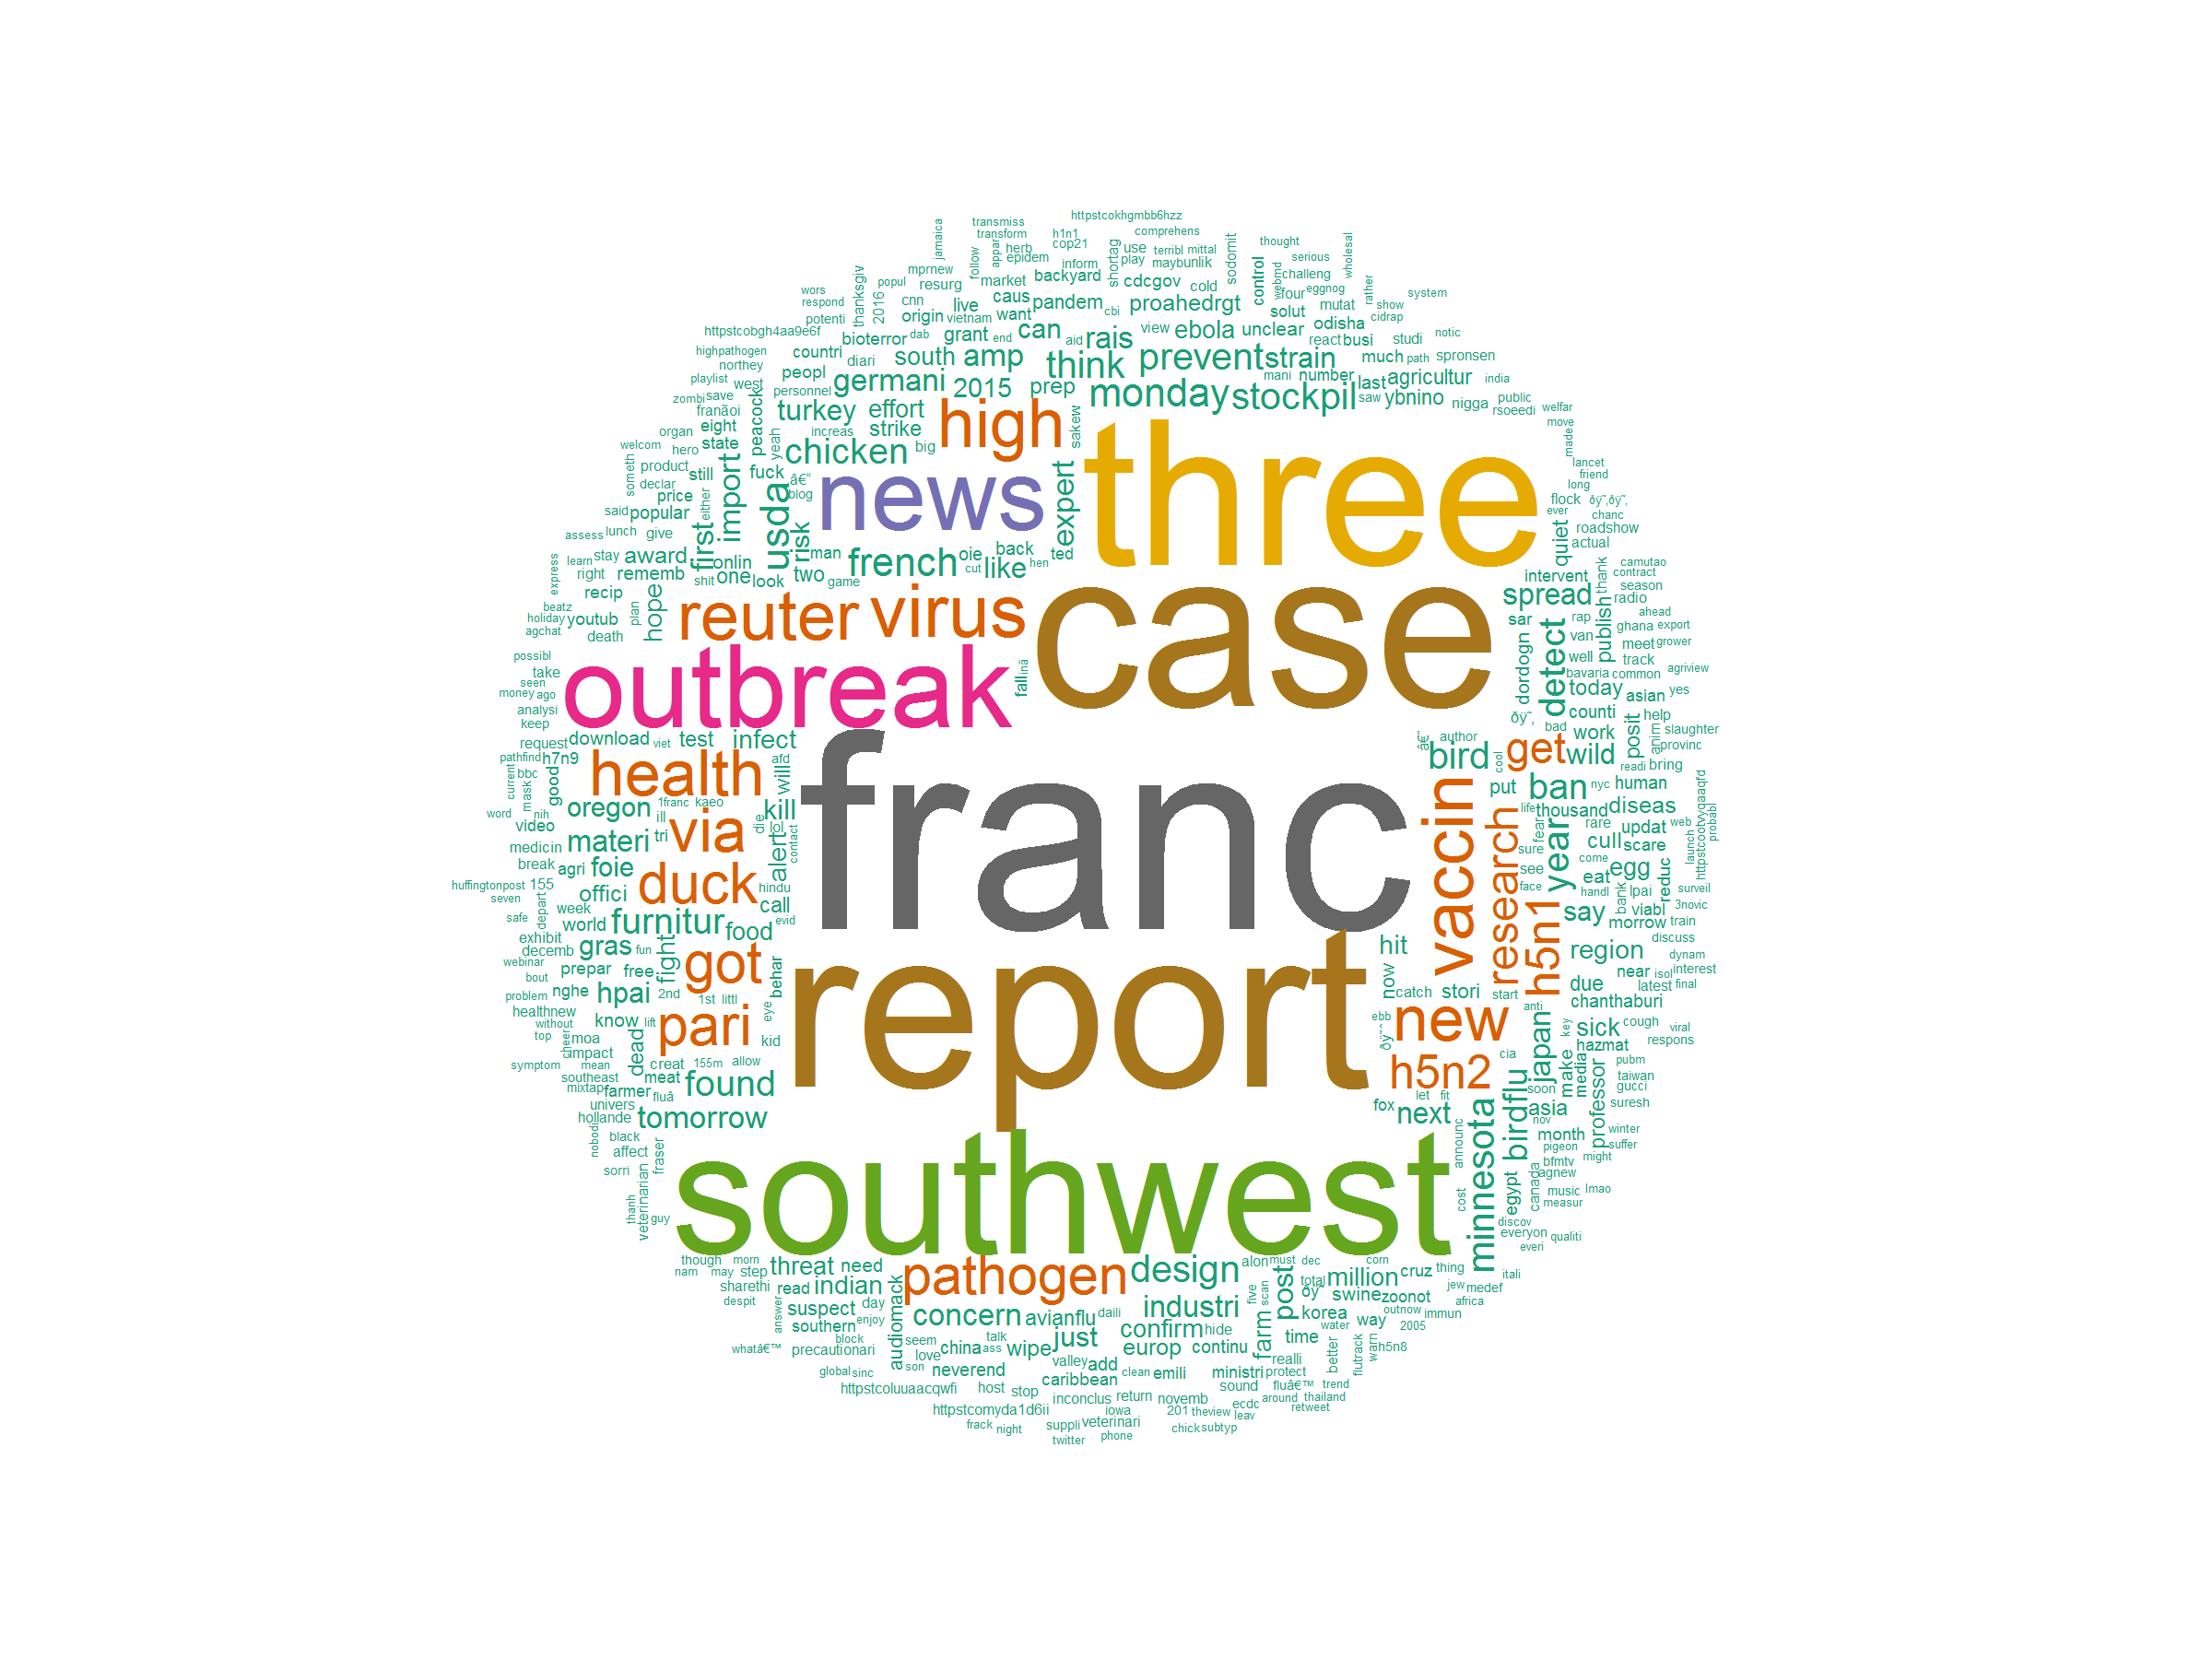 httpstcokhgmbb6hzz
transmiss
transform
h1n1
cop21
comprehens
jamaica
follow
appar
herb
epidem
inform
shortag
use
play
terribl
mittal
maybunlik
sodomit
thought
serious
wholesal
mprnew
popul
resurg
market
backyard
cdcgov
cold
control
webmd
challeng
four
eggnog
rather
wors
respond
potenti
thanksgiv
2016
cnn
origin
live
vietnam
caus
want
pandem
cbi
proahedrgt
solut
mutat
show
cidrap
system
httpstcobgh4aa9e6f
bioterror
dab
grant
end
can
aid
rais
view
ebola
unclear
odisha
react
busi
studi
notic
highpathogen
northey
countri
diari
south
amp
think
prevent
strain
much
path
spronsen
playlist
west
peopl
personnel
germani
2015
prep
monday
stockpil
mani
number
last
agricultur
india
zombi
save
franãoi
eight
peacock
turkey
effort
high
sakew
saw
ybnino
nigga
public
rsoeedi
welfar
move
organ
state
yeah
increas
strike
big
three
made
welcom
hero
someth
product
still
import
fuck
chicken
â€“
blog
news
expert
lancet
friend
long
declar
price
either
usda
flock
ðÿ˜‚ðÿ˜‚
ever
chanc
said
popular
first
risk
quiet
roadshow
actual
assess
lunch
give
express
learn
stay
award
onlin
man
french
oie
back
ted
cut
like
hen
camutao
contract
right
rememb
shit
one
look
two
game
case
intervent
thank
season
recip
hope
plan
spread
publish
radio
beatz
holiday
youtub
agchat
death
reuter
virus
sar
rap
ghana
ahead
export
van
meet
grower
possibl
take
outbreak
fall
inâ
dordogn
detect
well
track
seen
money
ago
bavaria
common
agriview
today
asian
yes
analysi
keep
ðÿ˜‚
bad
counti
posit
help
request
download
viet
test
infect
franc
â€“
author
bird
cool
get
wild
work
anim
slaughter
provinc
pathfind
h7n9
afd
will
readi
bring
current
bbc
mask
good
health
vaccin
put
ban
nyc
human
word
nih
oregon
1franc
kaeo
kill
research
life
thousand
diseas
httpstcootvyqaaqfd
probabl
video
materi
ill
tri
via
die
lol
contact
h5n1
fear
year
rare
updat
web
launch
medicin
alert
sure
cull
scare
break
agri
foie
duck
see
come
egg
reduc
huffingtonpost
155
seven
offici
hindu
face
eat
handl
bank
lpai
surveil
week
call
say
viabl
3novic
safe
depart
world
furnitur
food
evid
morrow
train
exhibit
decemb
gras
fun
fight
got
behar
hit
region
discuss
webinar
bout
prepar
free
now
due
near
isol
interest
dynam
problem
nghe
hpai
2nd
1st
littl
report
catch
stori
start
latest
final
healthnew
without
know
lift
pari
eye
new
anti
chanthaburi
top
cheer
moa
dead
kid
ebb
ðÿ˜ˆ
japan
key
sick
cough
viral
impact
hazmat
respons
symptom
mean
creat
155m
allow
h5n2
cia
make
media
pubm
southeast
meat
taiwan
mixtap
farmer
fluâ
found
let
fit
birdflu
soon
professor
gucci
univers
fox
next
asia
suresh
hollande
tomorrow
minnesota
nov
nobodi
black
fraser
southwest
announc
month
winter
affect
pigeon
suffer
sorri
bfmtv
might
veterinarian
egypt
canada
agnew
thanh
guy
cost
music
lmao
measur
discov
everyon
qualiti
everi
though
morn
pathogen
design
alon
must
dec
corn
nam
may
step
threat
need
post
total
million
cruz
thing
itali
sharethi
read
indian
audiomack
five
scan
ðÿ˜
swine
jew
medef
despit
answer
suspect
day
concern
avianflu
daili
industri
farm
zoonot
africa
enjoy
southern
confirm
hide
korea
outnow
immun
block
seem
talk
just
time
water
way
2005
whatâ€™
precautionari
love
china
ass
wipe
europ
continu
better
flutrack
warn
h5n8
global
sinc
son
neverend
valley
add
clean
emili
ministri
realli
protect
caribbean
sound
fluâ€™
trend
httpstcoluuaacqwfi
host
stop
inconclus
return
novemb
around
thailand
retweet
httpstcomyda1d6ii
iowa
201
theview
ecdc
leav
frack
night
suppli
veterinari
chick
subtyp
twitter
phone